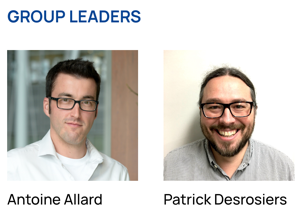 GROUP LEADERS
Antoine Allard
Patrick Desrosiers